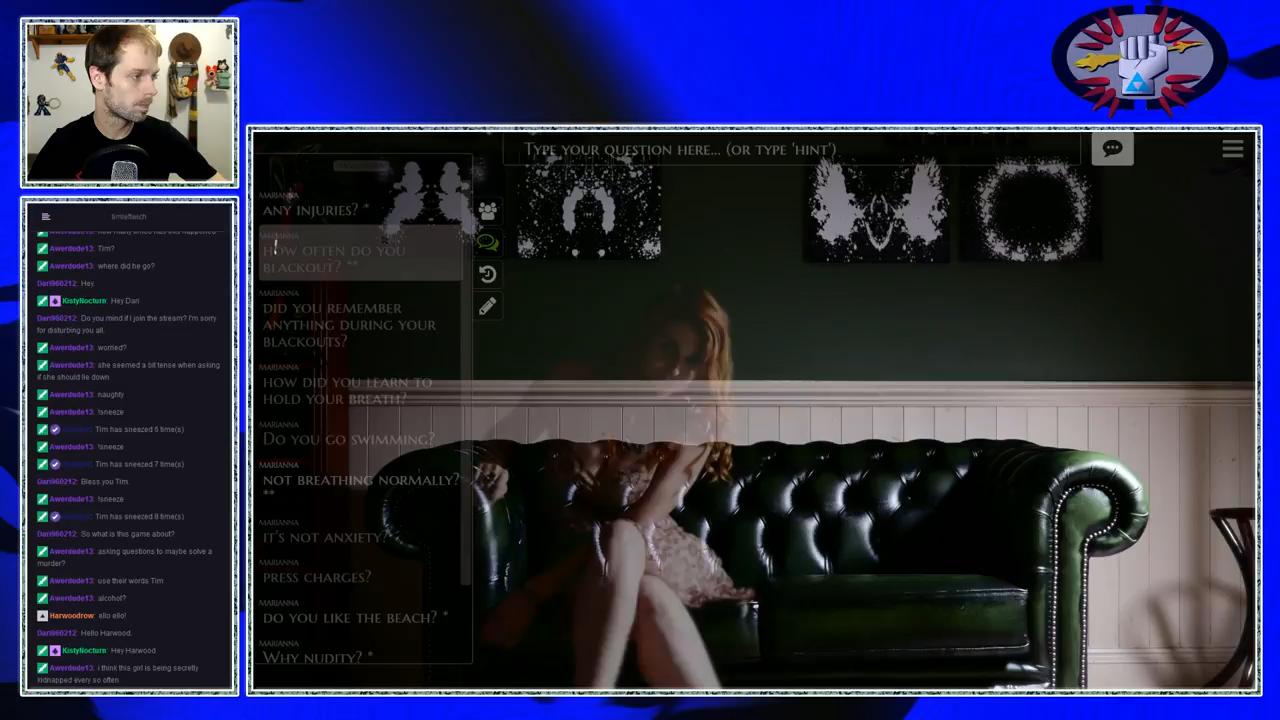 timleftwich
Awerdude13: Tim?
Awerdude13: where did he go?
Dari960212: Hey.
KistyNocturn: Hey Dari
Dari960212: Do you mind if I join the stream? I'm sorry
for disturbing you all.
Awerdude13: worried?
Awerdude13: she seemed a bit tense when asking
if she should lie down
Awerdude13: naughty
Awerdude13: !sneeze
Tim has sneezed 6 time(s)
Awerdude13: !sneeze
Tim has sneezed 7 time(s)
Dari960212: Bless you Tim.
Awerdude13: !sneeze
Tim has sneezed 8 time(s)
Dari960212: So what is this game about?
Awerdude13: asking questions to maybe solve a
murder?
Awerdude13: use their words Tim
Awerdude13: alcohol?
Harwoodrow: ello ello!
Dari960212: Hello Harwood.
KistyNocturn: Hey Harwood
Awerdude13: i think this girl is being secretly
kidnapped every so often
Type your question here... (or type 'hint')
Marianna
any injuries? *
Marianna
How often do you
blackout? **
Marianna
Did you remember
anything during your
blackouts?
Marianna
How did you learn to
hold your breath?
Marianna
Do you go swimming?
Marianna
not breathing normally?
**
Marianna
it's not anxiety?
Marianna
press charges?
Marianna
do you like the beach? *
Marianna
Why nudity? *